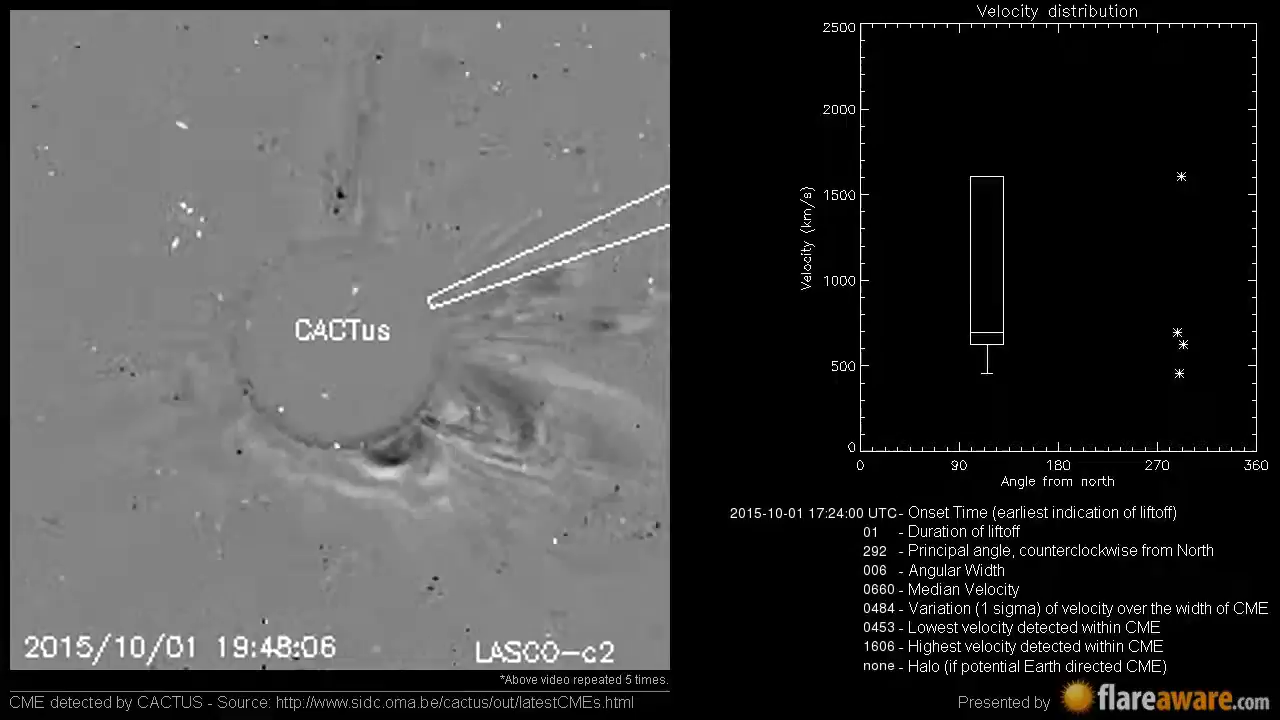 CACTus
2015/10/01 19:48:06
LASCO-c2
*Above video repeated 5 times.
CME detected by CACTUS - Source: http://www.sidc.oma.be/cactus/out/latestCMEs.html
Velocity distribution
2500
2000
1500
1000
500
0
Velocity (km/s)
0 90 180 270 360
Angle from north
2015-10-01 17:24:00 UTC - Onset Time (earliest indication of liftoff)
01 - Duration of liftoff
292 - Principal angle, counterclockwise from North
006 - Angular Width
0660 - Median Velocity
0484 - Variation (1 sigma) of velocity over the width of CME
0453 - Lowest velocity detected within CME
1606 - Highest velocity detected within CME
none - Halo (if potential Earth directed CME)
Presented by flareaware.com